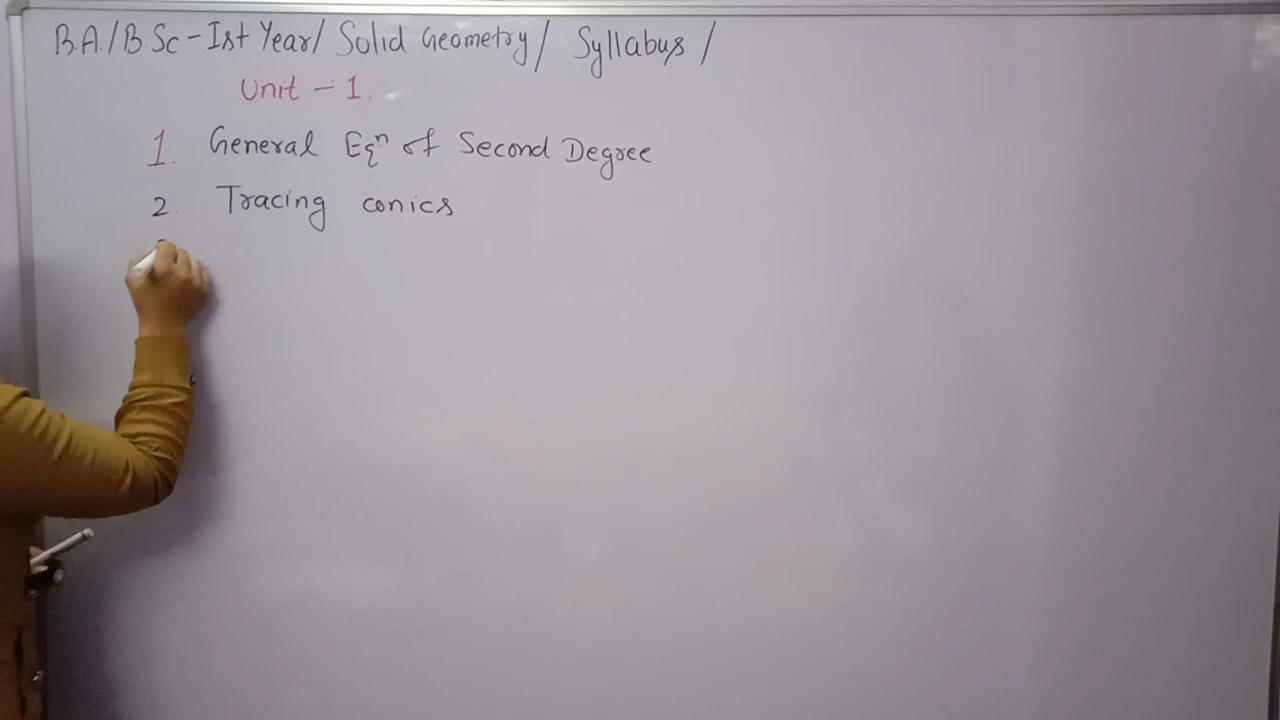 B.A./B.Sc - Ist Year/ Solid Geometry/ Syllabus /
Unit - 1.
1. General Eqⁿ of Second Degree
2. Tracing conics